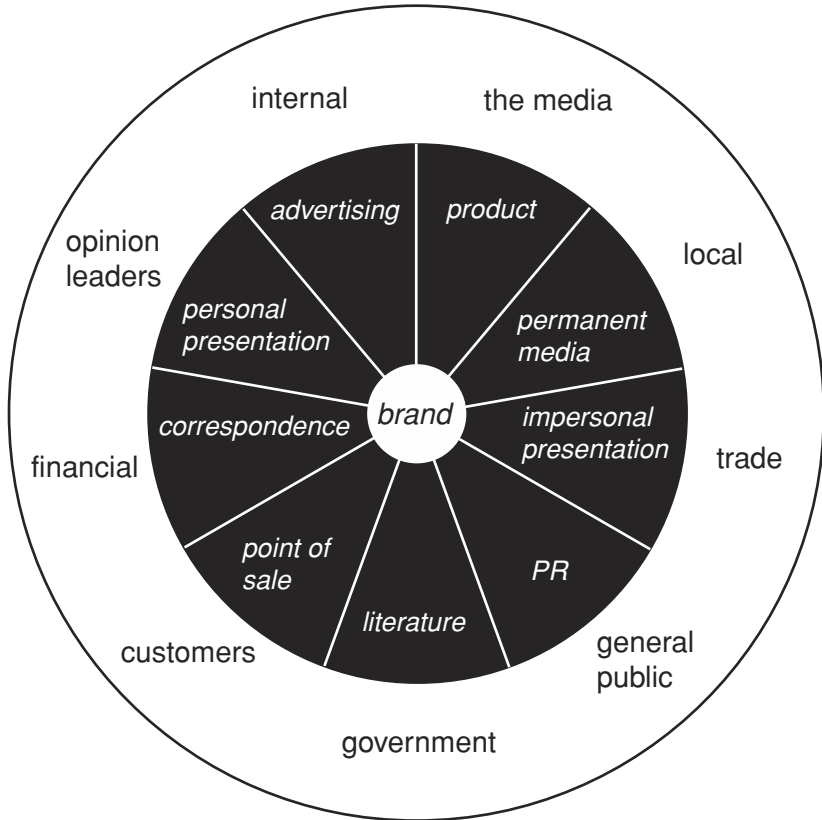 internal
the media
advertising
product
opinion
leaders
local
personal
presentation
permanent
media
correspondence
brand
impersonal
presentation
financial
trade
point of
sale
PR
literature
customers
general
public
government